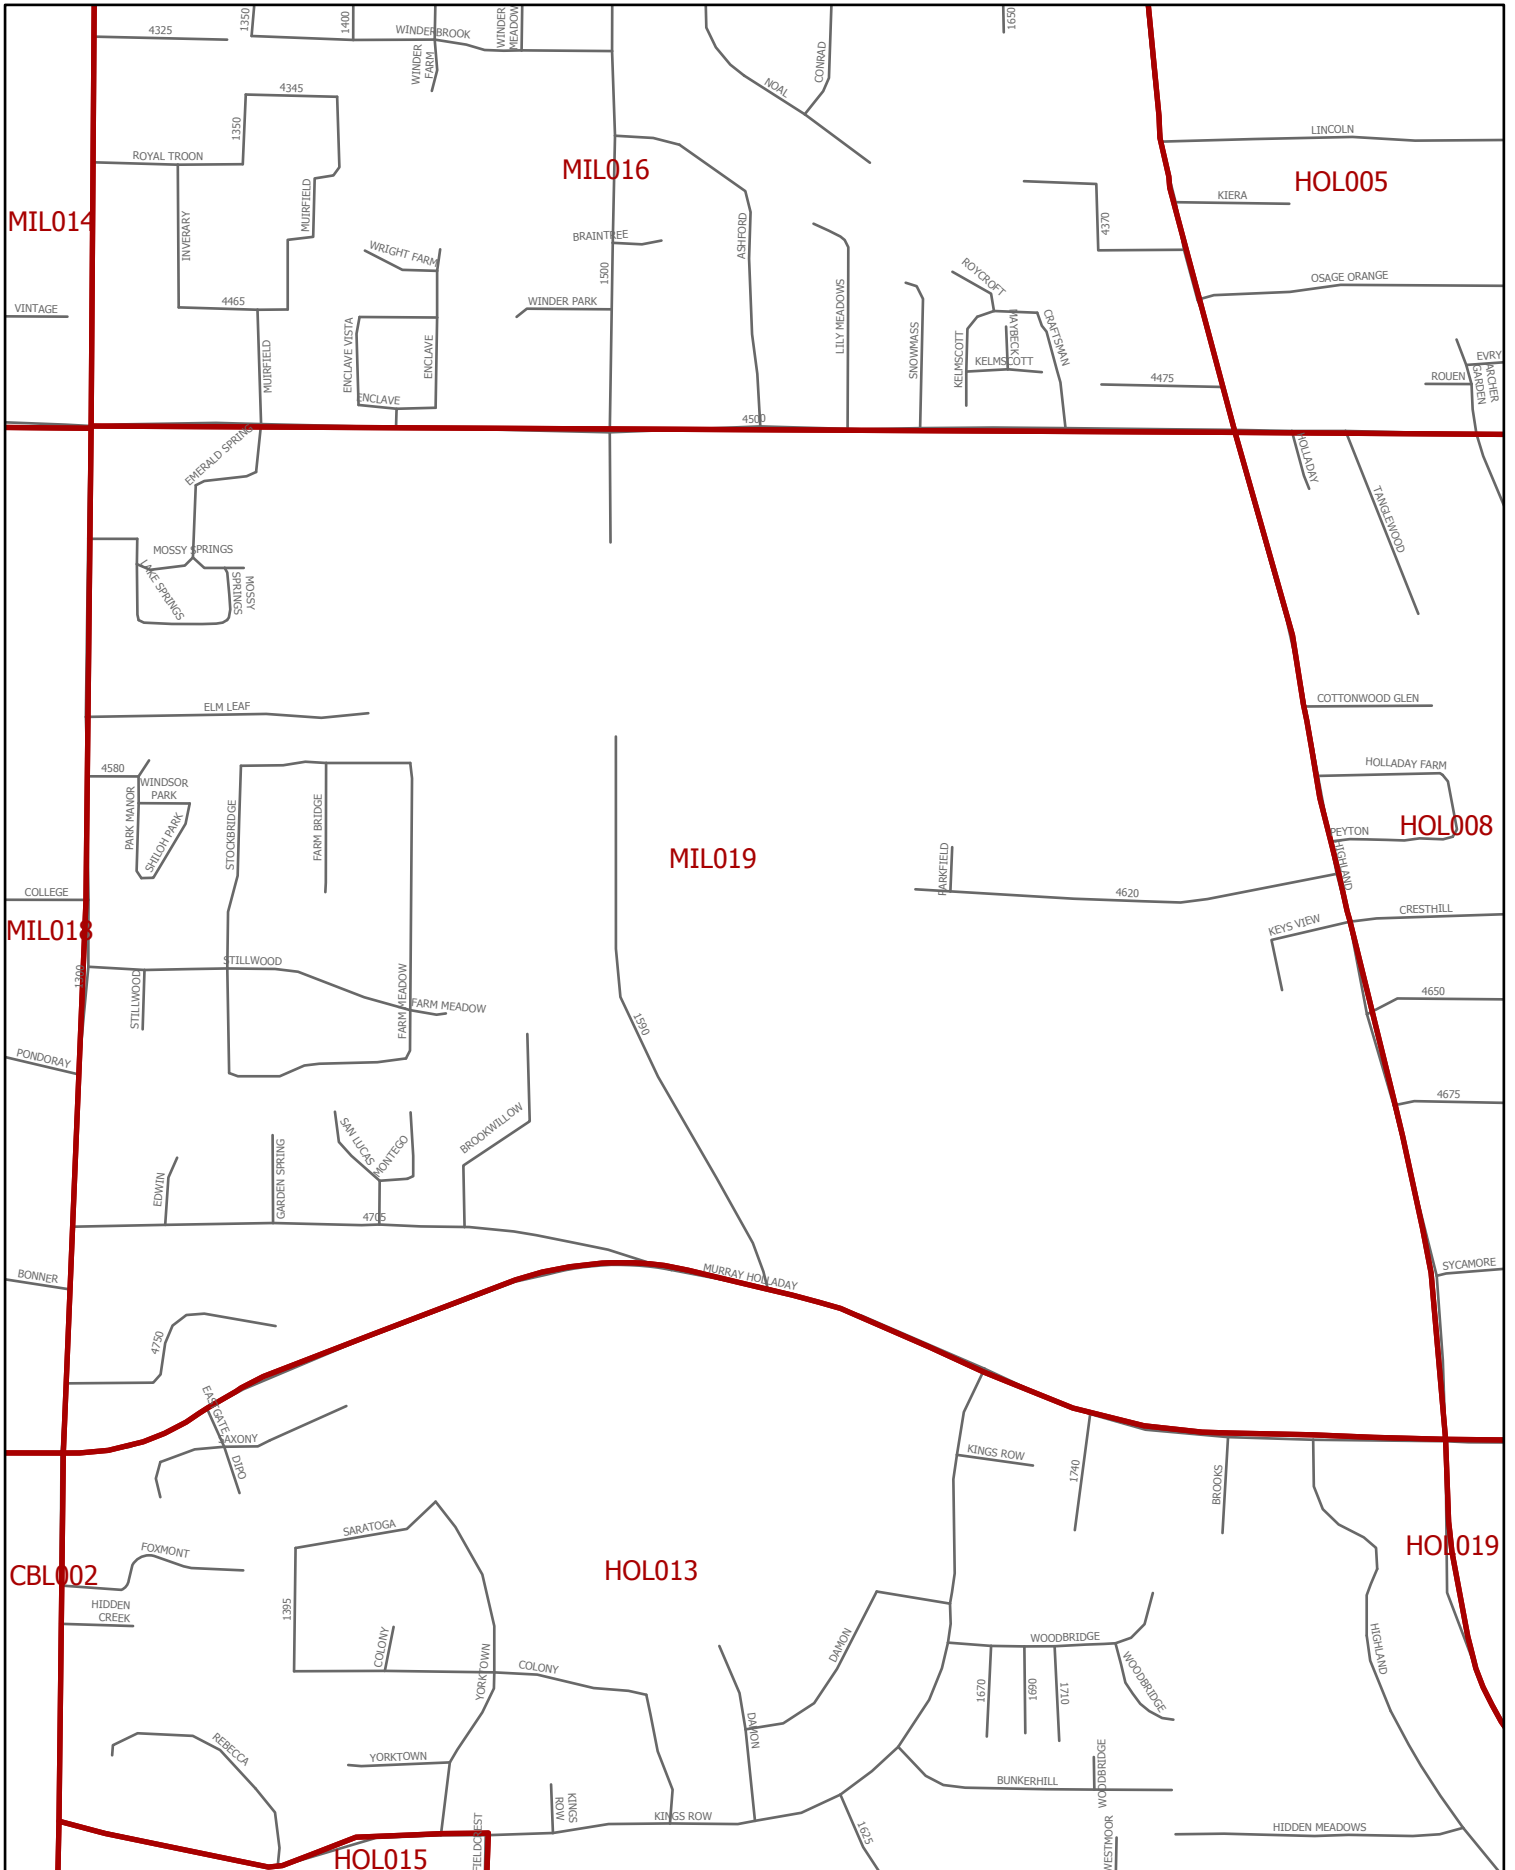 4325
1350
1400
WINDERBROOK
WINDER
FARM
WINDER
MEADOW
NOAL
CONRAD
1650
4345
1350
ROYAL TROON
MUIRFIELD
INVERARY
MIL016
LINCOLN
HOL005
KIERA
MIL014
WRIGHT FARM
BRAINTREE
1500
ASHFORD
4370
ROYCROFT
OSAGE ORANGE
VINTAGE
4465
MUIRFIELD
ENCLAVE VISTA
ENCLAVE
ENCLAVE
WINDER PARK
LILY MEADOWS
SNOWMASS
KELMSCOTT
MAYBECK
KELMSCOTT
CRAFTSMAN
4475
EVRY
ROUEN
ARCHER
GARDEN
4500
EMERALD SPRING
HOLLADAY
TANGLEWOOD
MOSSY SPRINGS
LAKE SPRINGS
MOSSY
SPRINGS
ELM LEAF
COTTONWOOD GLEN
4580
WINDSOR
PARK
PARK MANOR
SHILOH PARK
STOCKBRIDGE
FARM BRIDGE
HOLLADAY FARM
PEYTON
HOL008
HIGHLAND
MIL019
PARKFIELD
4620
COLLEGE
MIL018
CRESTHILL
KEYS VIEW
1300
STILLWOOD
STILLWOOD
FARM MEADOW
FARM MEADOW
4650
1590
PONDORAY
4675
SAN LUCAS
MONTEGO
BROOKWILLOW
EDWIN
GARDEN SPRING
4705
BONNER
MURRAY HOLLADAY
SYCAMORE
4750
EASTGATE
SAXONY
DIPO
KINGS ROW
1740
BROOKS
SARATOGA
FOXMONT
CBL002
HOL013
HOL019
HIDDEN
CREEK
1395
COLONY
YORKTOWN
COLONY
DAMON
WOODBRIDGE
HIGHLAND
1670
1690
1710
WOODBRIDGE
REBECCA
DAMON
YORKTOWN
WOODBRIDGE
BUNKERHILL
KINGS
ROW
KINGS ROW
FIELDCREST
1625
WESTMOOR
HIDDEN MEADOWS
HOL015